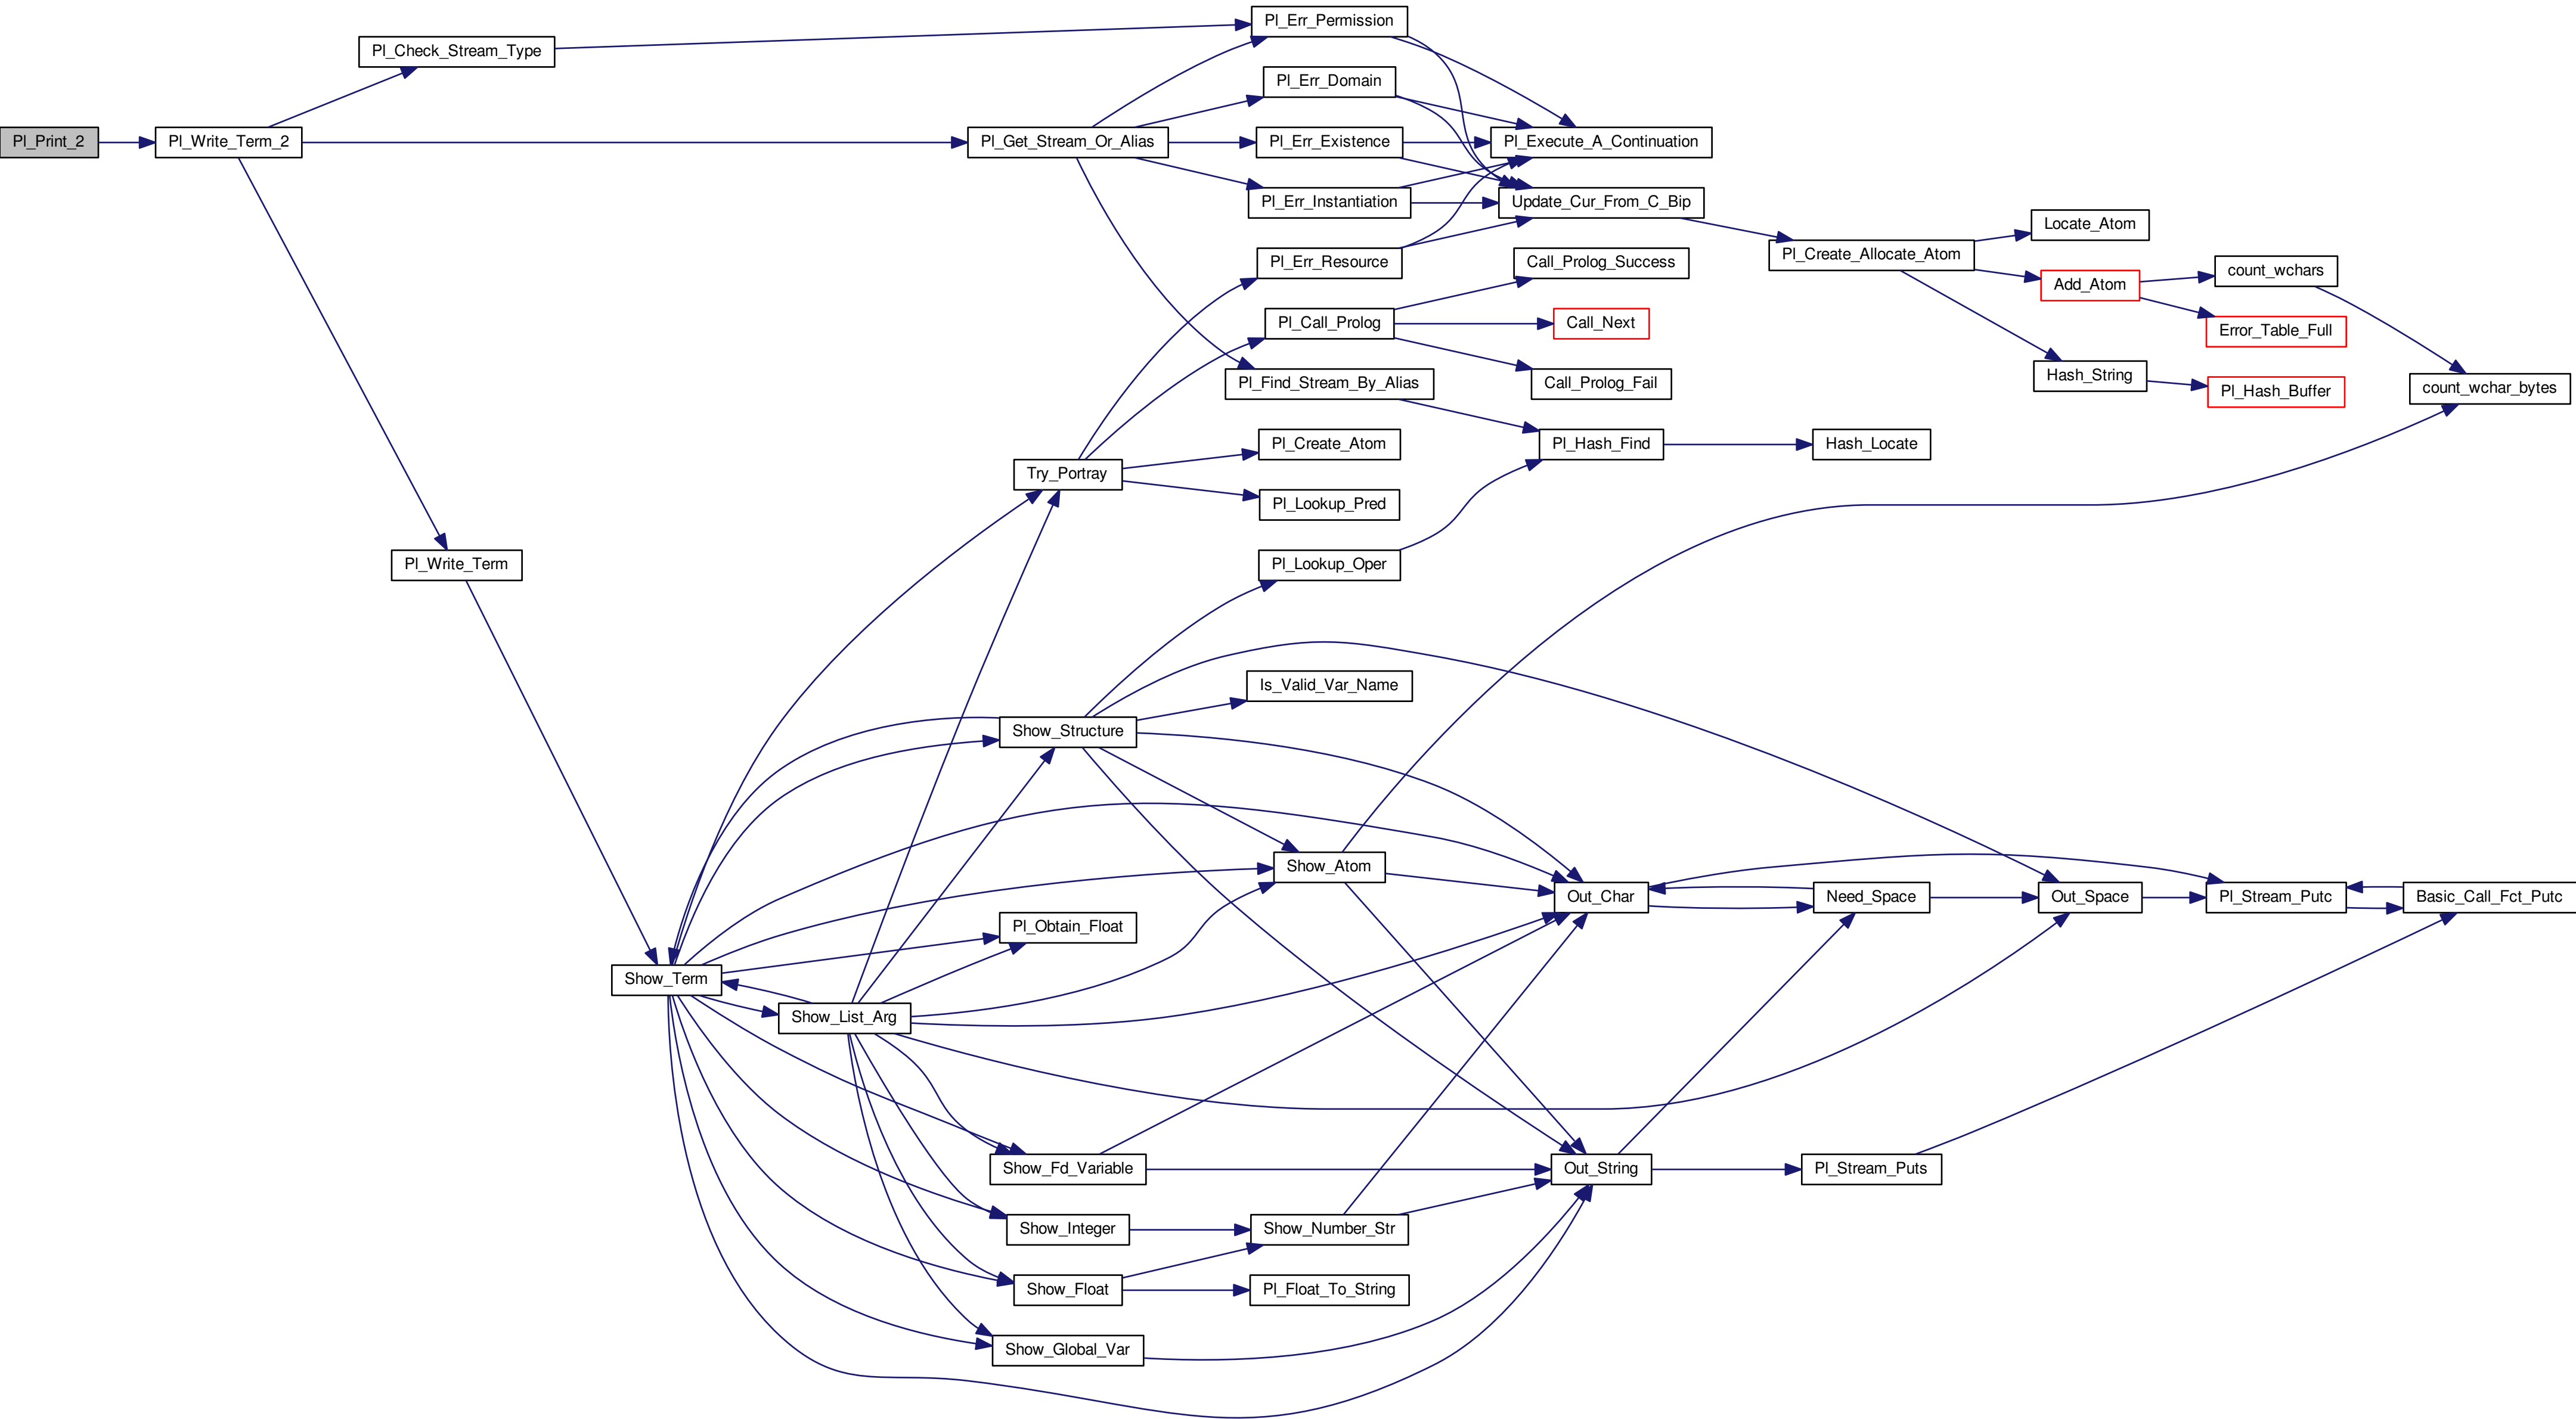 Pl_Print_2
Pl_Write_Term_2
Pl_Check_Stream_Type
Pl_Write_Term
Show_Term
Show_List_Arg
Pl_Get_Stream_Or_Alias
Try_Portray
Show_Structure
Pl_Obtain_Float
Show_Fd_Variable
Show_Integer
Show_Float
Show_Global_Var
Pl_Err_Permission
Pl_Err_Domain
Pl_Err_Existence
Pl_Err_Instantiation
Pl_Err_Resource
Pl_Call_Prolog
Pl_Find_Stream_By_Alias
Pl_Create_Atom
Pl_Lookup_Pred
Pl_Lookup_Oper
Is_Valid_Var_Name
Show_Atom
Show_Number_Str
Pl_Float_To_String
Pl_Execute_A_Continuation
Update_Cur_From_C_Bip
Call_Prolog_Success
Call_Next
Call_Prolog_Fail
Pl_Hash_Find
Out_Char
Out_String
Pl_Create_Allocate_Atom
Hash_Locate
Need_Space
Pl_Stream_Puts
Locate_Atom
Add_Atom
Hash_String
Out_Space
count_wchars
Error_Table_Full
Pl_Hash_Buffer
Pl_Stream_Putc
count_wchar_bytes
Basic_Call_Fct_Putc